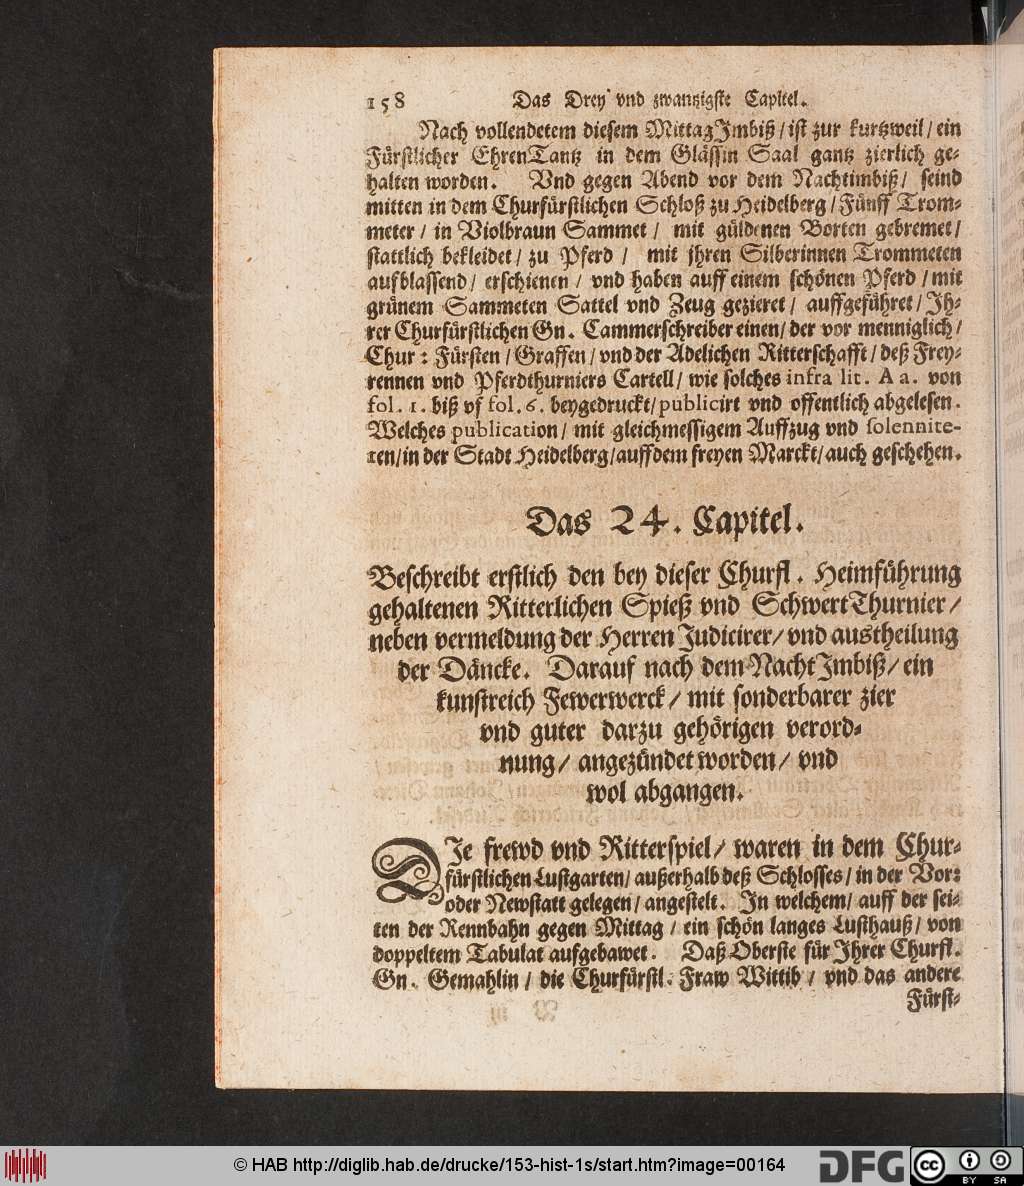 158 Das Drey vnd zwantzigste Capitel.
Nach vollendetem diesem MittagImbiß/ist zur kurtzweil/ein
Fürstlicher EhrenTantz in dem Glässin Saal gantz zierlich ge-
halten worden. Vnd gegen Abend vor dem Nachtimbiß/ seind
mitten in dem Churfürstlichen Schloß zu Heidelberg/Fünff Trom-
meter/ in Violbraun Sammet/ mit güldenen Borten gebremet/
stattlich bekleidet/ zu Pferd/ mit jhren Silberinnen Trommeten
aufblassend/ erschienen/ vnd haben auff einem schönen Pferd/mit
grünem Sammeten Sattel vnd Zeug gezieret/ auffgeführet/ Jh-
rer Churfürstlichen Gn. Cammerschreiber einen/der vor menniglich/
Chur: Fürsten/Graffen/vnd der Adelichen Ritterschafft/deß Frey-
rennen vnd Pferdthurniers Cartell/ wie solches infra lit. A a. von
fol. 1. biß vf fol. 6. beygedruckt/publicirt vnd offentlich abgelesen.
Welches publication/ mit gleichmessigem Auffzug vnd solennite-
ten/in der Stadt Heidelberg/auff dem freyen Marckt/auch geschehen.
Das 24. Capitel.
Beschreibt erstlich den bey dieser Churfl. Heimführung
gehaltenen Ritterlichen Spieß vnd SchwertThurnier/
neben vermeldung der Herren Judicirer/vnd austheilung
der Däncke. Darauf nach dem NachtImbiß/ein
kunstreich Fewerwerck/ mit sonderbarer zier
vnd guter darzu gehörigen verord-
nung/ angezündet worden/ vnd
wol abgangen.
DIe frewd vnd Ritterspiel/ waren in dem Chur-
fürstlichen Lustgarten/ außerhalb deß Schlosses/in der Vor:
oder Newstatt gelegen/ angestelt. In welchem/ auff der sei-
ten der Rennbahn gegen Mittag/ ein schön langes Lusthauß/ von
doppeltem Tabulat aufgebawet. Daß Oberste für Jhrer Churfl.
Gn. Gemahlin/ die Churfürstl. Fraw Wittib/ vnd das andere
Fürst-
© HAB http://diglib.hab.de/drucke/153-hist-1s/start.htm?image=00164
DFG
cc BY SA